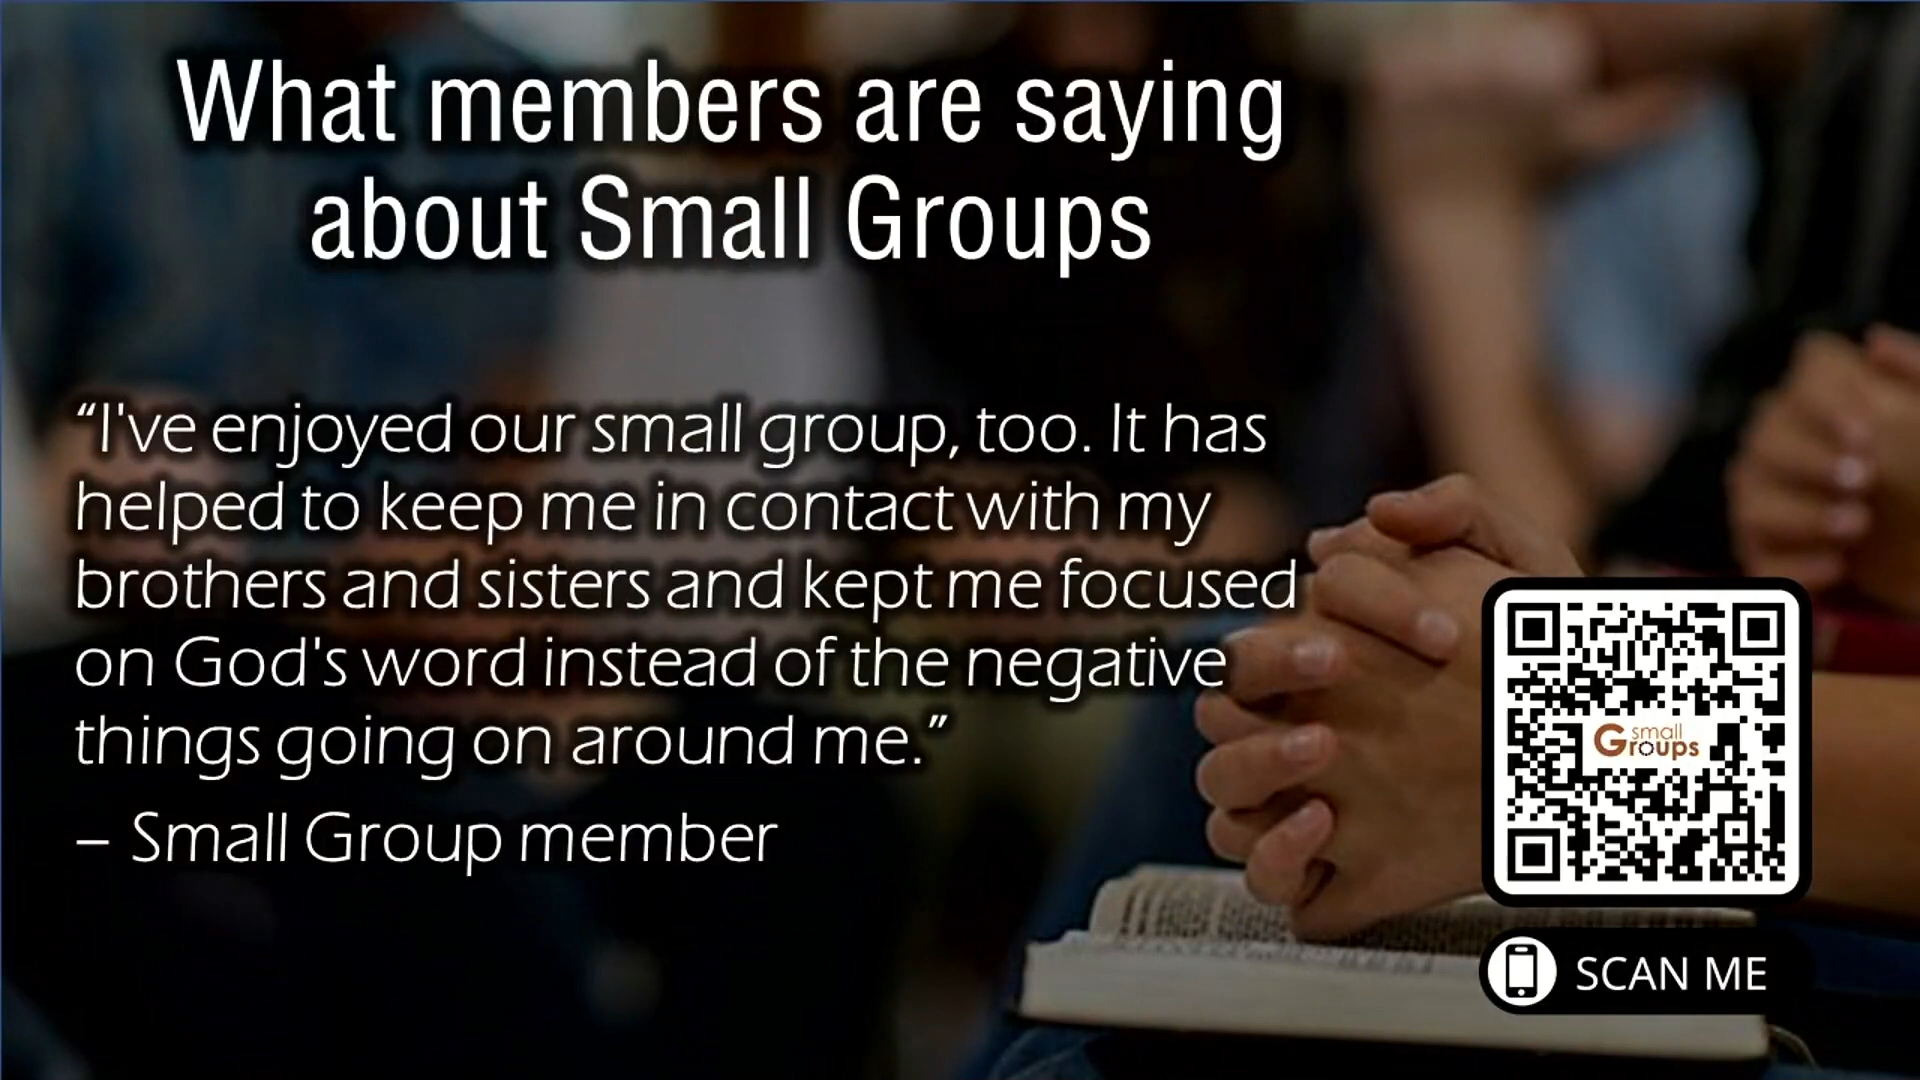 What members are saying
about Small Groups
“I've enjoyed our small group, too. It has
helped to keep me in contact with my
brothers and sisters and kept me focused
on God's word instead of the negative
things going on around me.”
– Small Group member
small
Groups
SCAN ME